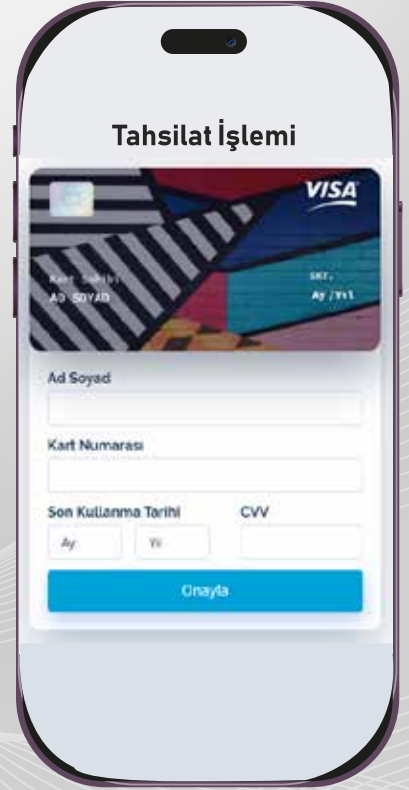 Tahsilat İşlemi
VISA
Kart Sahibi
AD SOYAD
SKT.
Ay /Yıl
Ad Soyad
Kart Numarası
Son Kullanma Tarihi
CVV
Ay
Yıl
Onayla